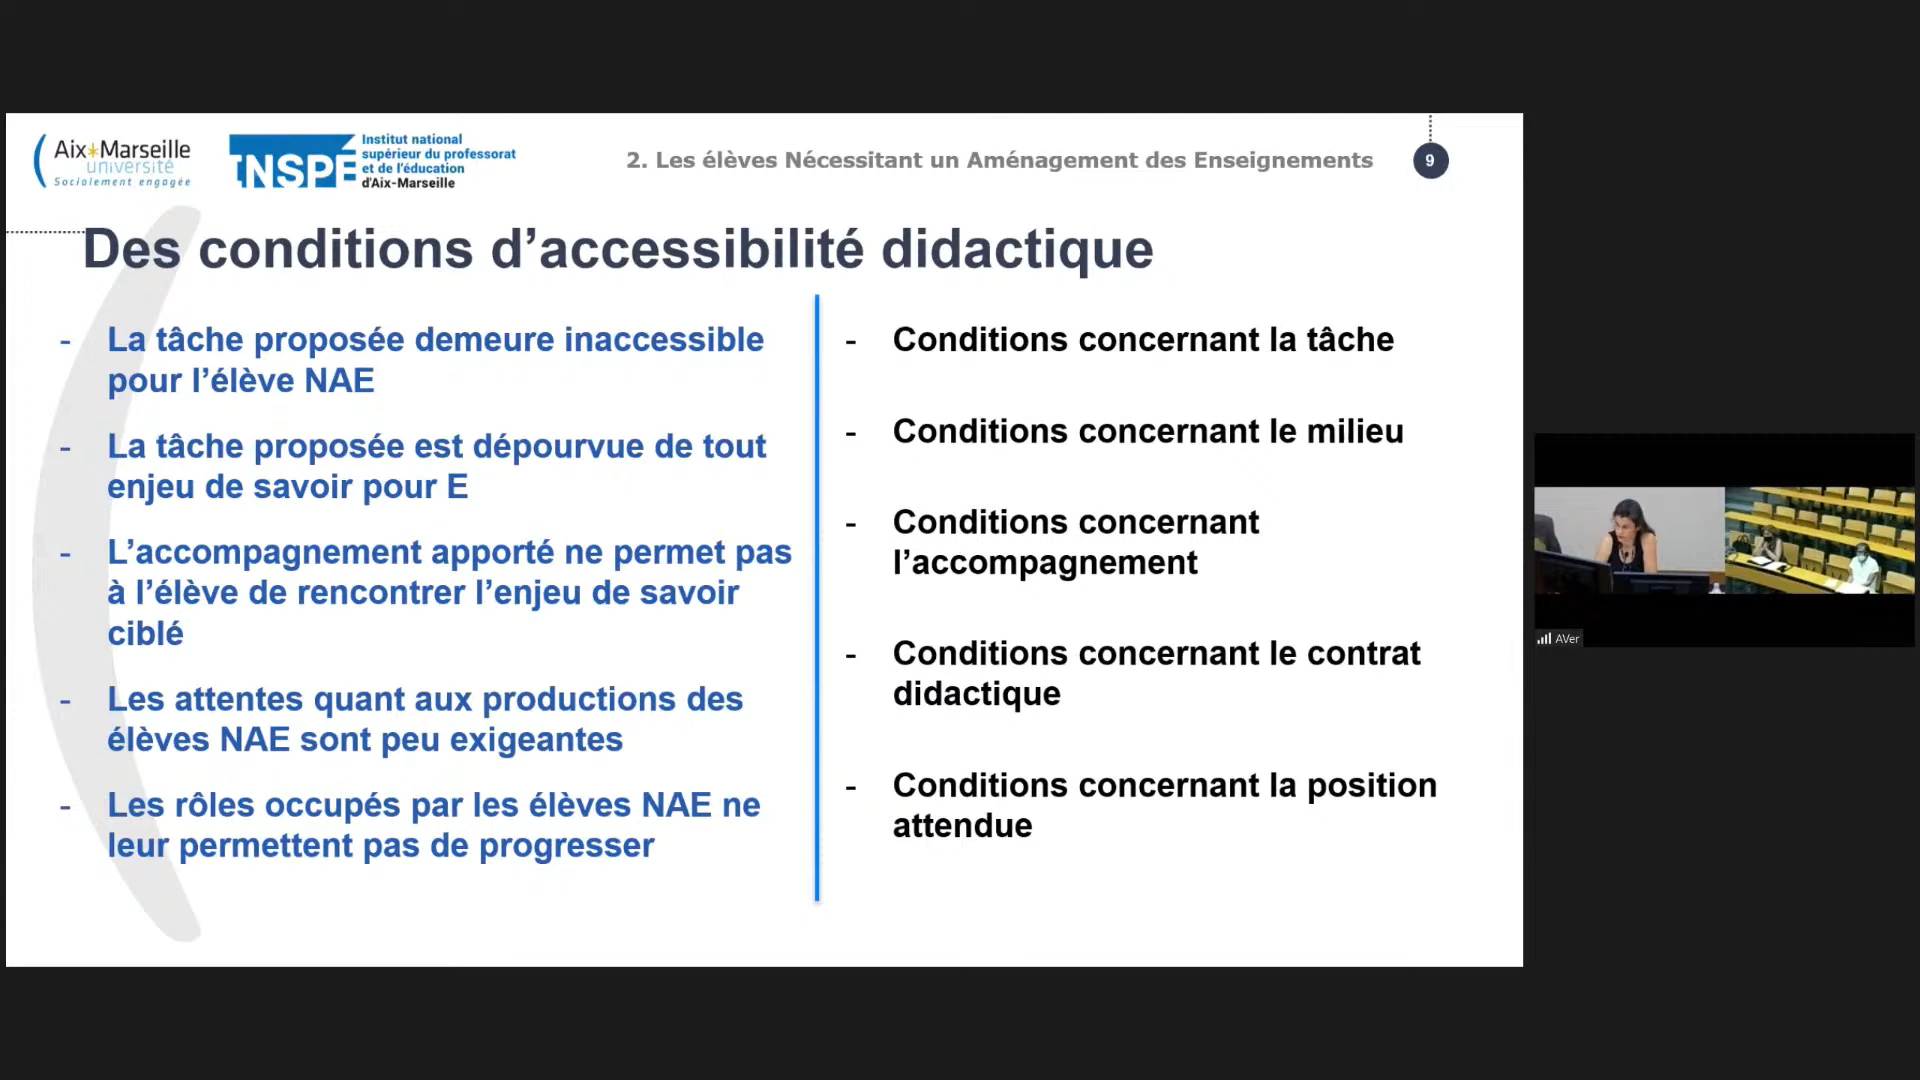 Aix*Marseille
université
Socialement engagée
INSPÉ
Institut national
supérieur du professorat
et de l'éducation
d'Aix-Marseille
2. Les élèves Nécessitant un Aménagement des Enseignements
9
Des conditions d’accessibilité didactique
- La tâche proposée demeure inaccessible
pour l’élève NAE
- La tâche proposée est dépourvue de tout
enjeu de savoir pour E
- L’accompagnement apporté ne permet pas
à l’élève de rencontrer l’enjeu de savoir
ciblé
- Les attentes quant aux productions des
élèves NAE sont peu exigeantes
- Les rôles occupés par les élèves NAE ne
leur permettent pas de progresser
- Conditions concernant la tâche
- Conditions concernant le milieu
- Conditions concernant
l’accompagnement
- Conditions concernant le contrat
didactique
- Conditions concernant la position
attendue
AVer